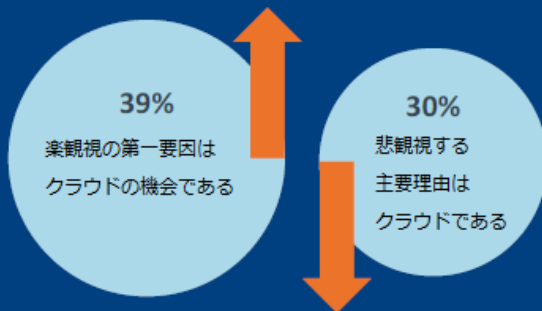 39%
楽観視の第一要因は
クラウドの機会である
30%
悲観視する
主要理由は
クラウドである